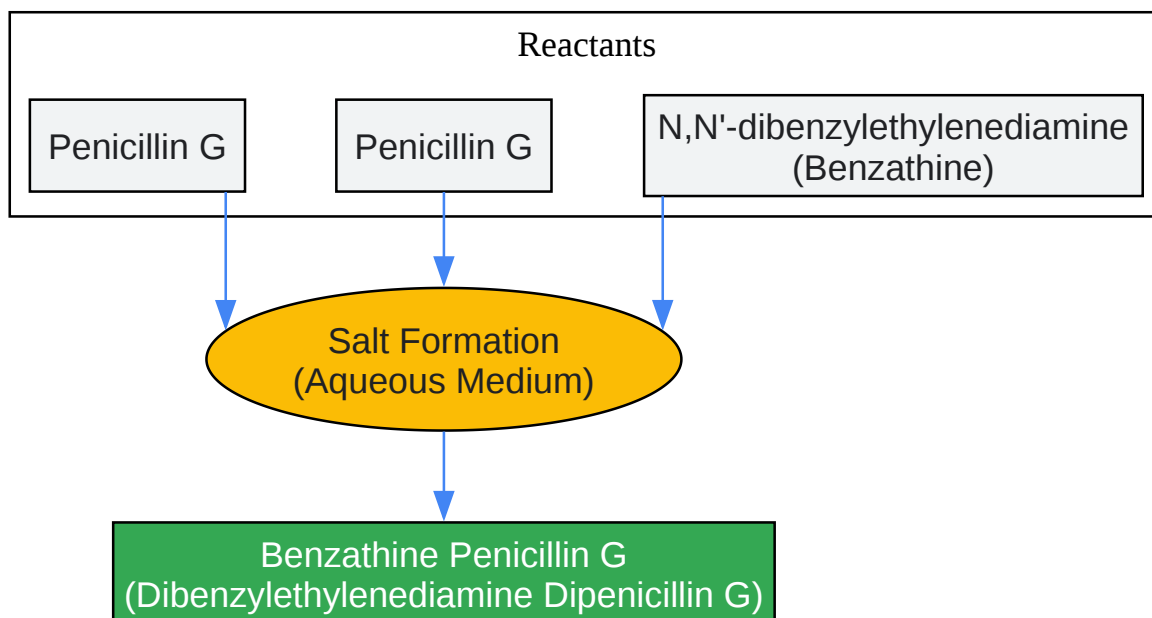 Reactants
Penicillin G
Penicillin G
N,N'-dibenzylethylenediamine
(Benzathine)
Salt Formation
(Aqueous Medium)
Benzathine Penicillin G
(Dibenzylethylenediamine Dipenicillin G)